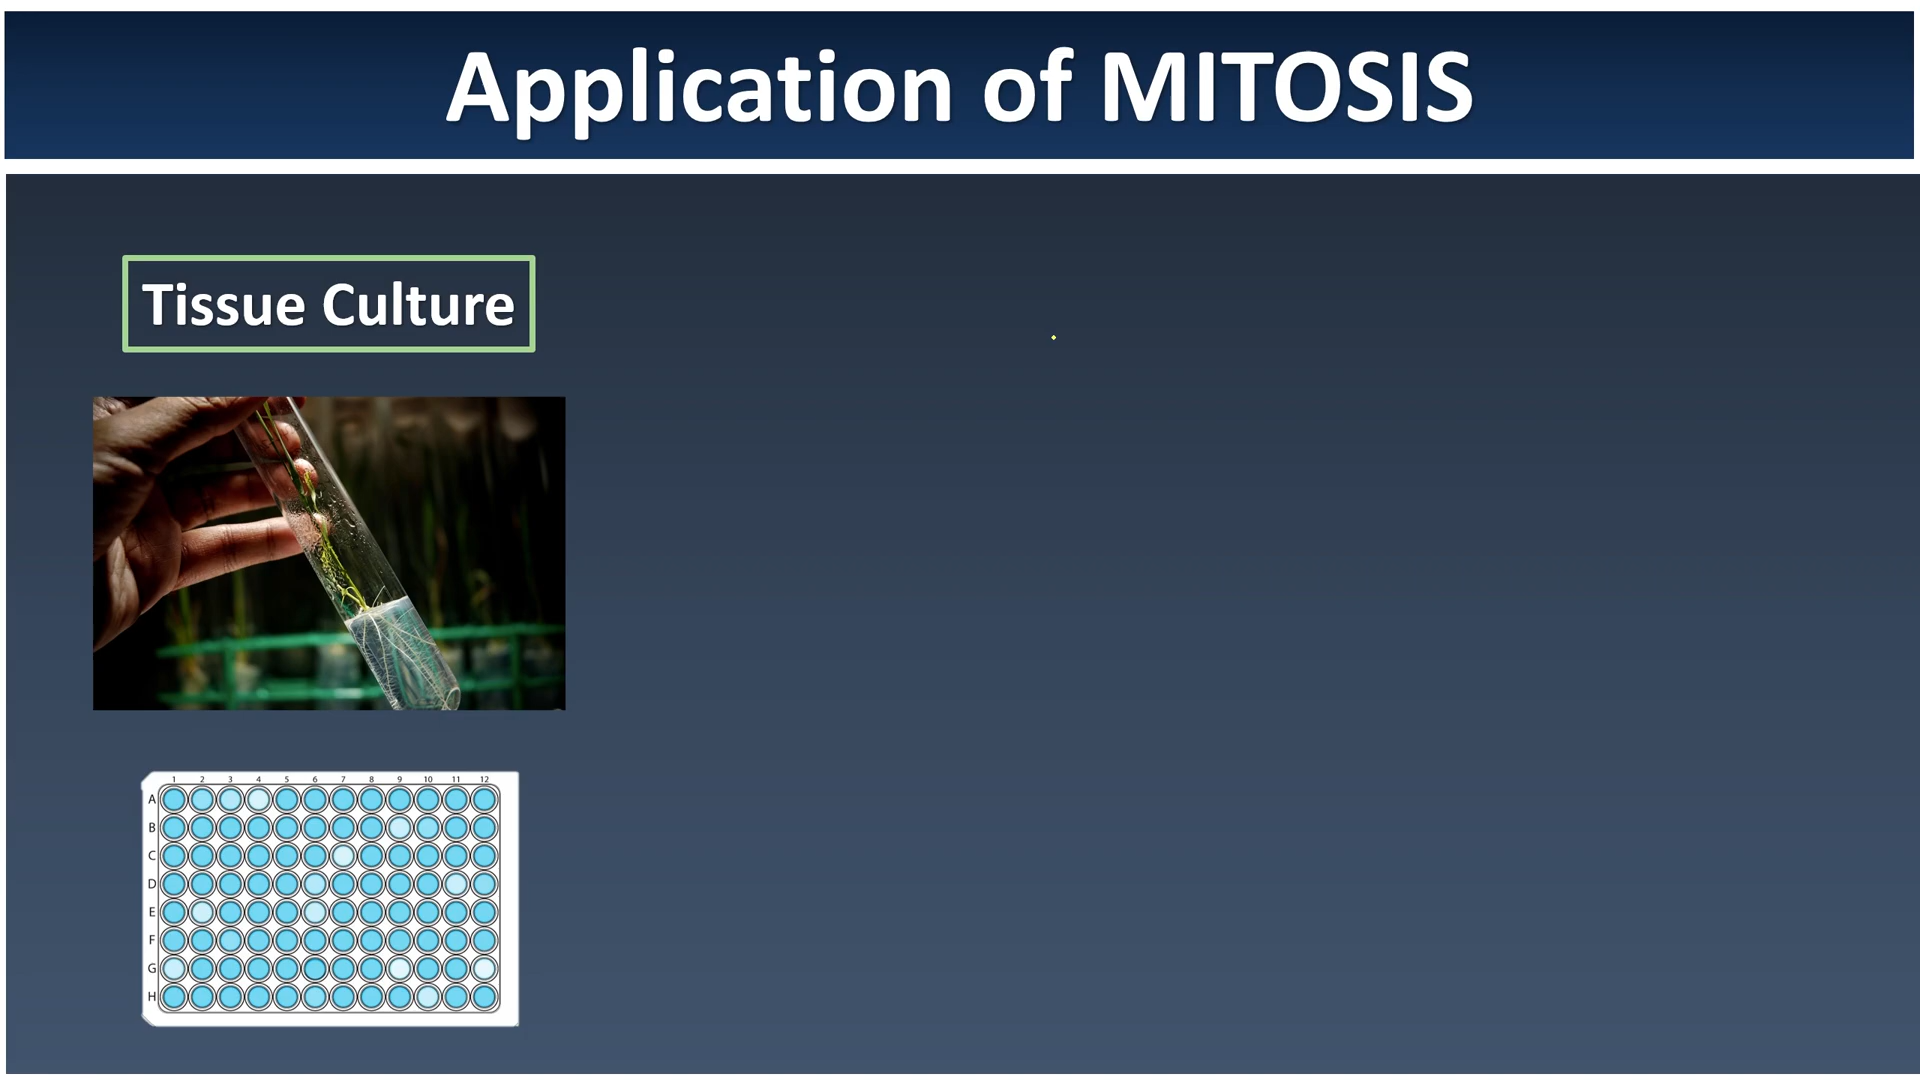 Application of MITOSIS
Tissue Culture
1 2 3 4 5 6 7 8 9 10 11 12
A
B
C
D
E
F
G
H